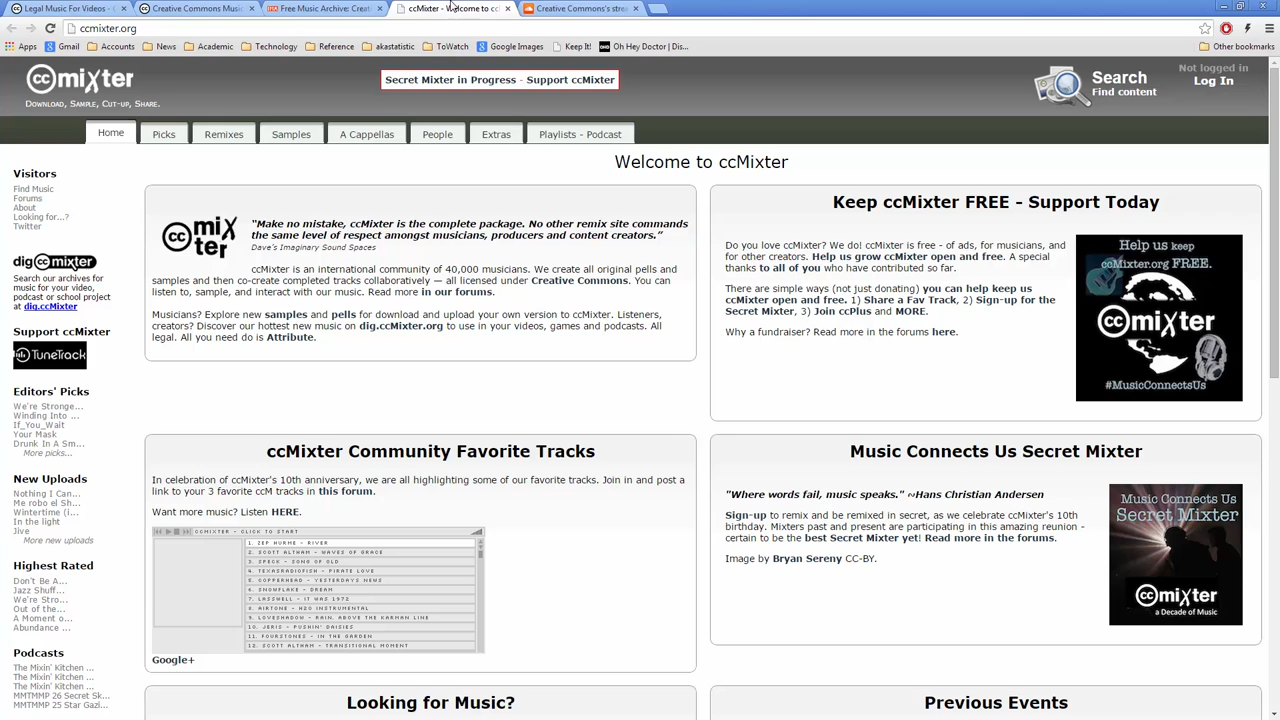 Legal Music For Videos - C
Creative Commons Music
Free Music Archive: Creati
ccMixter - Welcome to cc
Creative Commons's stre
ccmixter.org
Apps
Gmail
Accounts
News
Academic
Technology
Reference
akastatistic
ToWatch
Google Images
Keep It!
Oh Hey Doctor | Dis...
Other bookmarks
cc mixter
Download, Sample, Cut-up, Share.
Secret Mixter in Progress - Support ccMixter
Search
Find content
Not logged in
Log In
Home
Picks
Remixes
Samples
A Cappellas
People
Extras
Playlists - Podcast
Welcome to ccMixter
Visitors
Find Music
Forums
About
Looking for...?
Twitter
dig ccmixter
Search our archives for
music for your video,
podcast or school project
at dig.ccMixter
Support ccMixter
TuneTrack
Editors' Picks
We're Stronge...
Winding Into ...
If_You_Wait
Your Mask
Drunk In A Sm...
More picks...
New Uploads
Nothing I Can...
Me robo el Sh...
Wintertime (i...
In the light
Jive
More new uploads
Highest Rated
Don't Be A...
Jazz Shuff...
We're Stro...
Out of the...
A Moment o...
Abundance ...
Podcasts
The Mixin' Kitchen ...
The Mixin' Kitchen ...
The Mixin' Kitchen ...
MMTMMP 26 Secret Sk...
MMTMMP 25 Star Gazi...
cc mix
ter
"Make no mistake, ccMixter is the complete package. No other remix site commands
the same level of respect amongst musicians, producers and content creators."
Dave's Imaginary Sound Spaces
ccMixter is an international community of 40,000 musicians. We create all original pells and
samples and then co-create completed tracks collaboratively — all licensed under Creative Commons. You can
listen to, sample, and interact with our music. Read more in our forums.
Musicians? Explore new samples and pells for download and upload your own version to ccMixter. Listeners,
creators? Discover our hottest new music on dig.ccMixter.org to use in your videos, games and podcasts. All
legal. All you need do is Attribute.
Keep ccMixter FREE - Support Today
Do you love ccMixter? We do! ccMixter is free - of ads, for musicians, and
for other creators. Help us grow ccMixter open and free. A special
thanks to all of you who have contributed so far.
There are simple ways (not just donating) you can help keep us
ccMixter open and free. 1) Share a Fav Track, 2) Sign-up for the
Secret Mixter, 3) Join ccPlus and MORE.
Why a fundraiser? Read more in the forums here.
Help us keep
ccMixter.org FREE.
cc mixter
#MusicConnectsUs
ccMixter Community Favorite Tracks
In celebration of ccMixter's 10th anniversary, we are all highlighting some of our favorite tracks. Join in and post a
link to your 3 favorite ccM tracks in this forum.
Want more music? Listen HERE.
CCMIXTER - CLICK TO START
1. ZEP HURME - RIVER
2. SCOTT ALTHAM - WAVES OF GRACE
3. SPECK - SONG OF OLD
4. TEXASRADIOFISH - PIRATE LOVE
5. COPPERHEAD - YESTERDAYS NEWS
6. SNOWFLAKE - DREAM
7. LASSWELL - IT WAS 1972
8. AIRTONE - H2O INSTRUMENTAL
9. LOVESHADOW - RAIN, ABOVE THE KARMAN LINE
10. JERIS - PUSHIN' DAISIES
11. FOURSTONES - IN THE GARDEN
12. SCOTT ALTHAM - TRANSITIONAL MOMENT
Google+
Music Connects Us Secret Mixter
"Where words fail, music speaks." ~Hans Christian Andersen
Sign-up to remix and be remixed in secret, as we celebrate ccMixter's 10th
birthday. Mixters past and present are participating in this amazing reunion -
certain to be the best Secret Mixter yet! Read more in the forums.
Image by Bryan Sereny CC-BY.
Music Connects Us
Secret Mixter
cc mixter
a Decade of Music
Looking for Music?
Previous Events